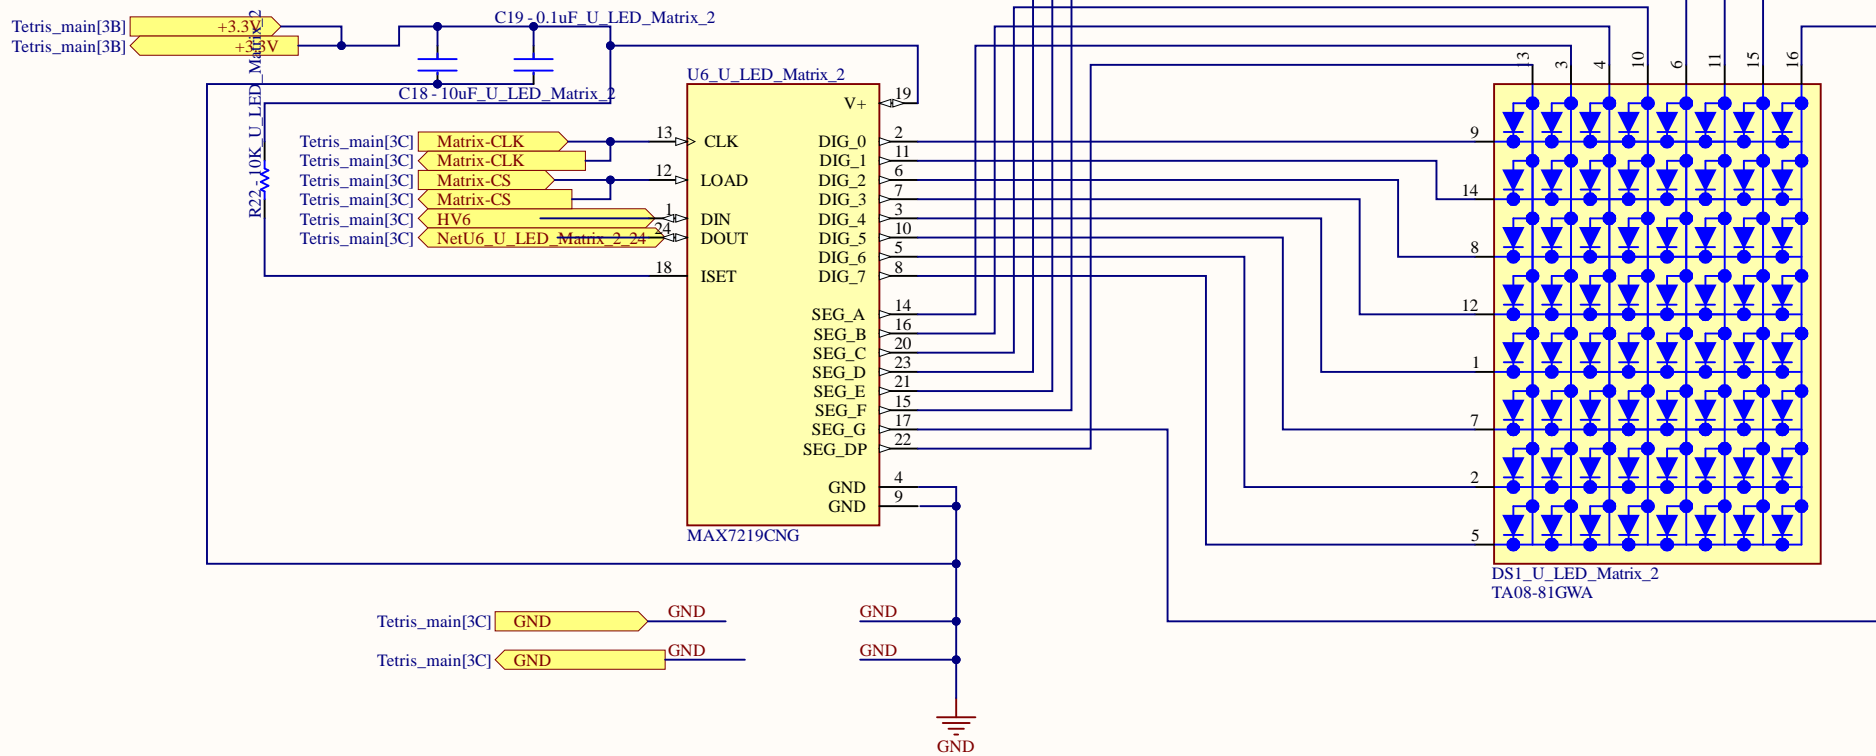 C19 - 0.1uF_U_LED_Matrix_2
Tetris_main[3B] +3.3V
Tetris_main[3B] +3.3V
C18 - 10uF_U_LED_Matrix_2
R22 - 10K_U_LED_Matrix_2
U6_U_LED_Matrix_2
V+ 19
Tetris_main[3C] Matrix-CLK 13 CLK
Tetris_main[3C] Matrix-CLK
Tetris_main[3C] Matrix-CS 12 LOAD
Tetris_main[3C] Matrix-CS
Tetris_main[3C] HV6 1 DIN
Tetris_main[3C] NetU6_U_LED_Matrix_2_24 24 DOUT
18 ISET
DIG_0 2
DIG_1 11
DIG_2 6
DIG_3 7
DIG_4 3
DIG_5 10
DIG_6 5
DIG_7 8
SEG_A 14
SEG_B 16
SEG_C 20
SEG_D 23
SEG_E 21
SEG_F 15
SEG_G 17
SEG_DP 22
GND 4
GND 9
MAX7219CNG
13 3 4 10 6 11 15 16
9
14
8
12
1
7
2
5
DS1_U_LED_Matrix_2
TA08-81GWA
Tetris_main[3C] GND GND GND
Tetris_main[3C] GND GND GND
GND